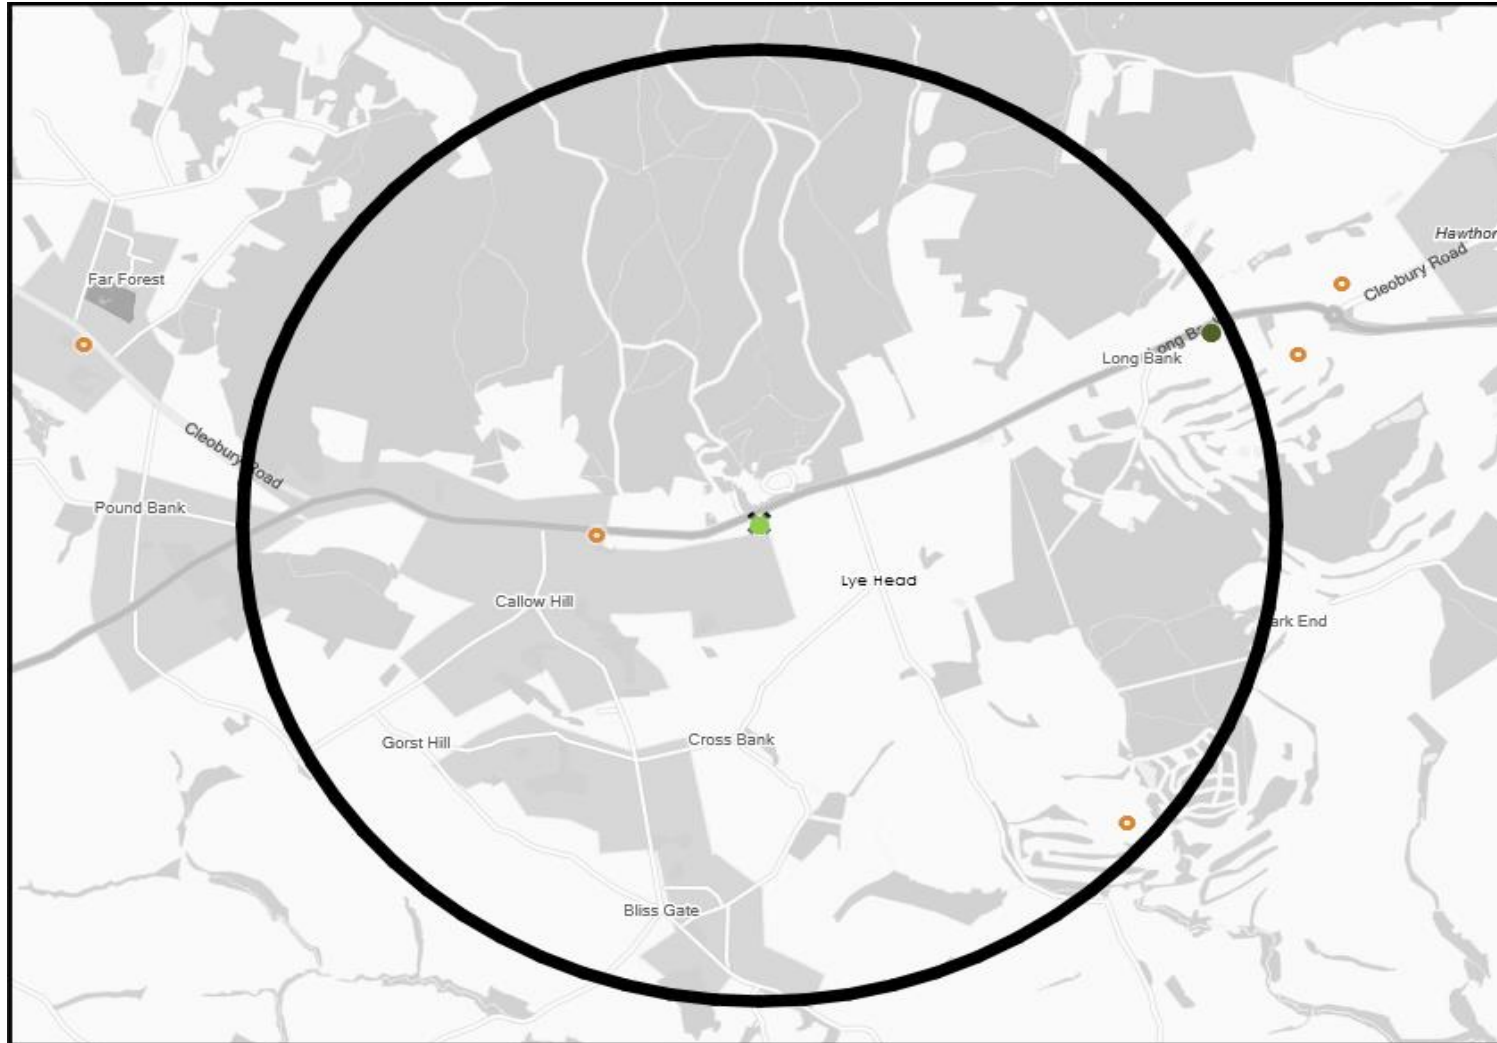 Hawthor
Cleobury Road
Far Forest
Long B
Long Bank
Cleobury Road
Pound Bank
Lye Head
Callow Hill
ark End
Gorst Hill
Cross Bank
Bliss Gate